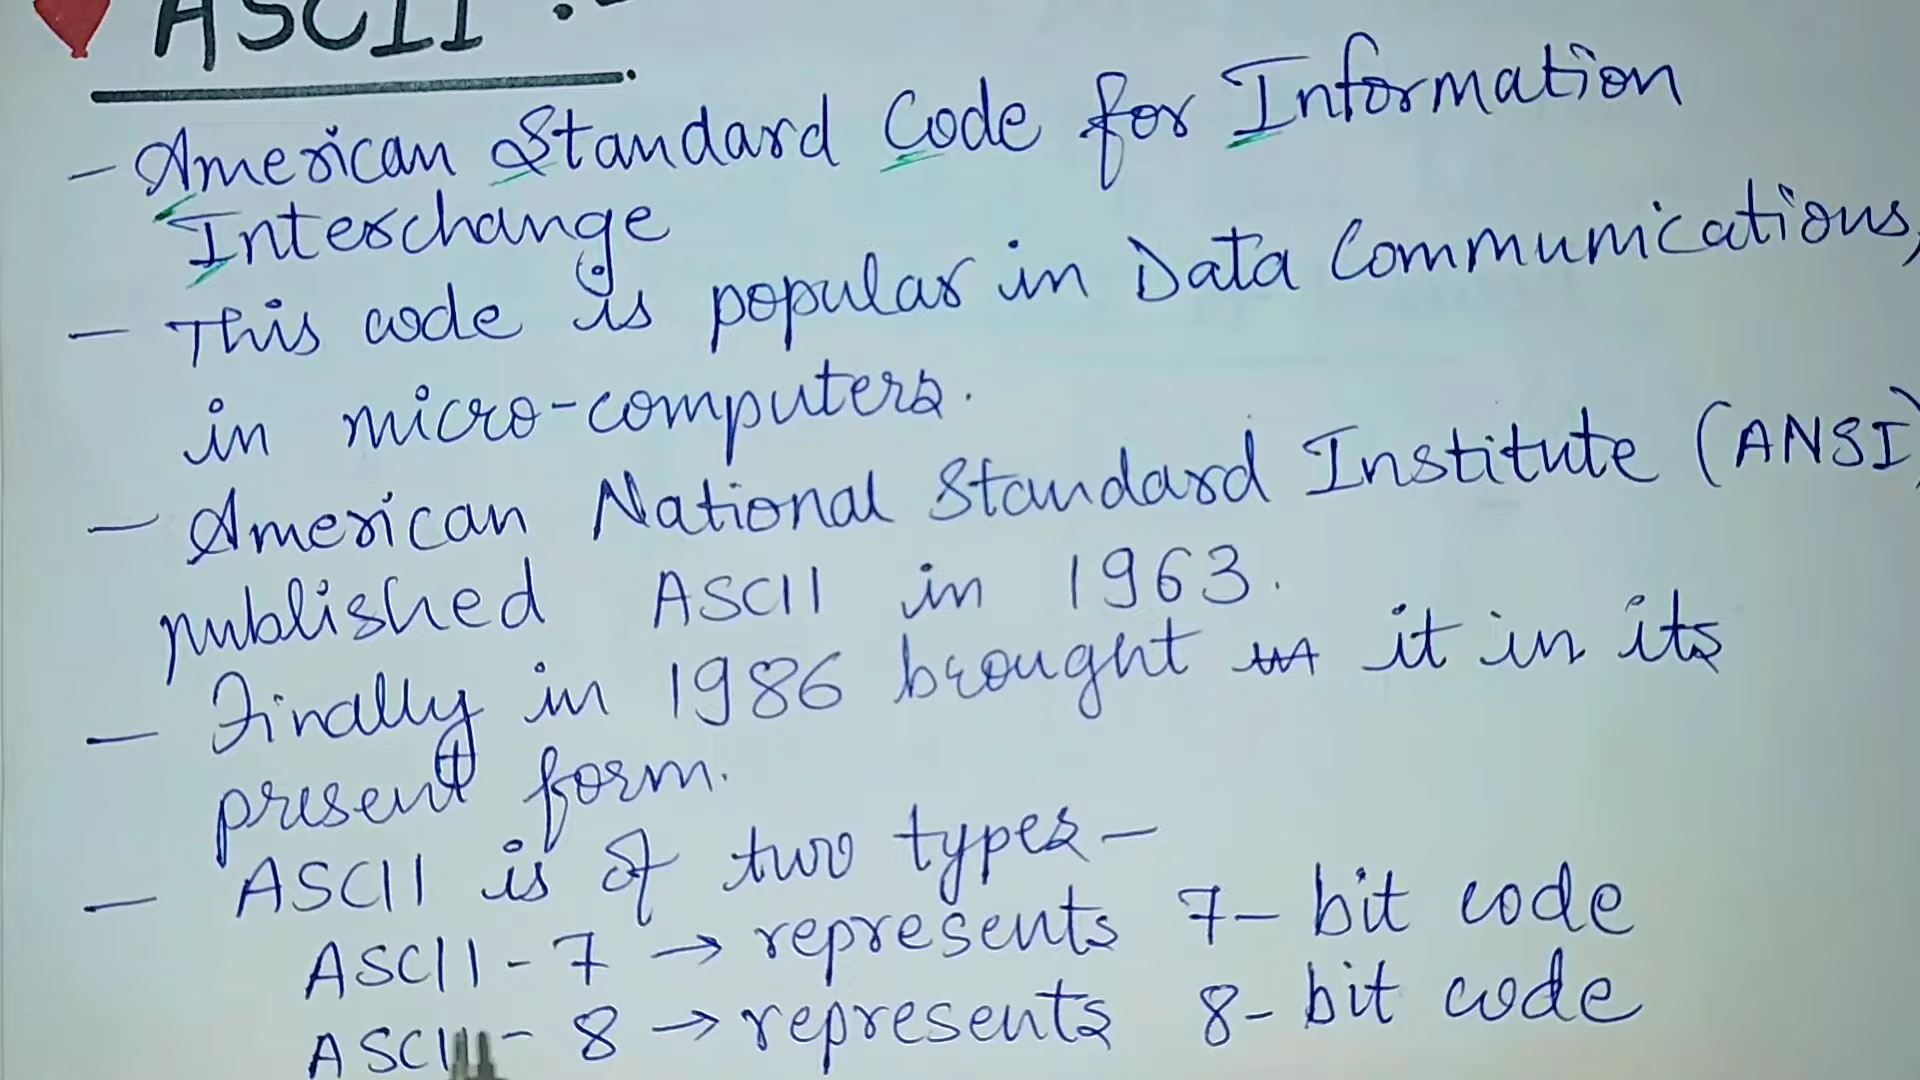 ASCII :-
- American Standard Code for Information
Interchange
- This code is popular in Data Communications,
in micro-computers.
- American National Standard Institute (ANSI)
published ASCII in 1963.
- Finally in 1986 brought it in its
present form.
- ASCII is of two types -
ASCII - 7 → represents 7 - bit code
ASCII - 8 → represents 8 - bit code